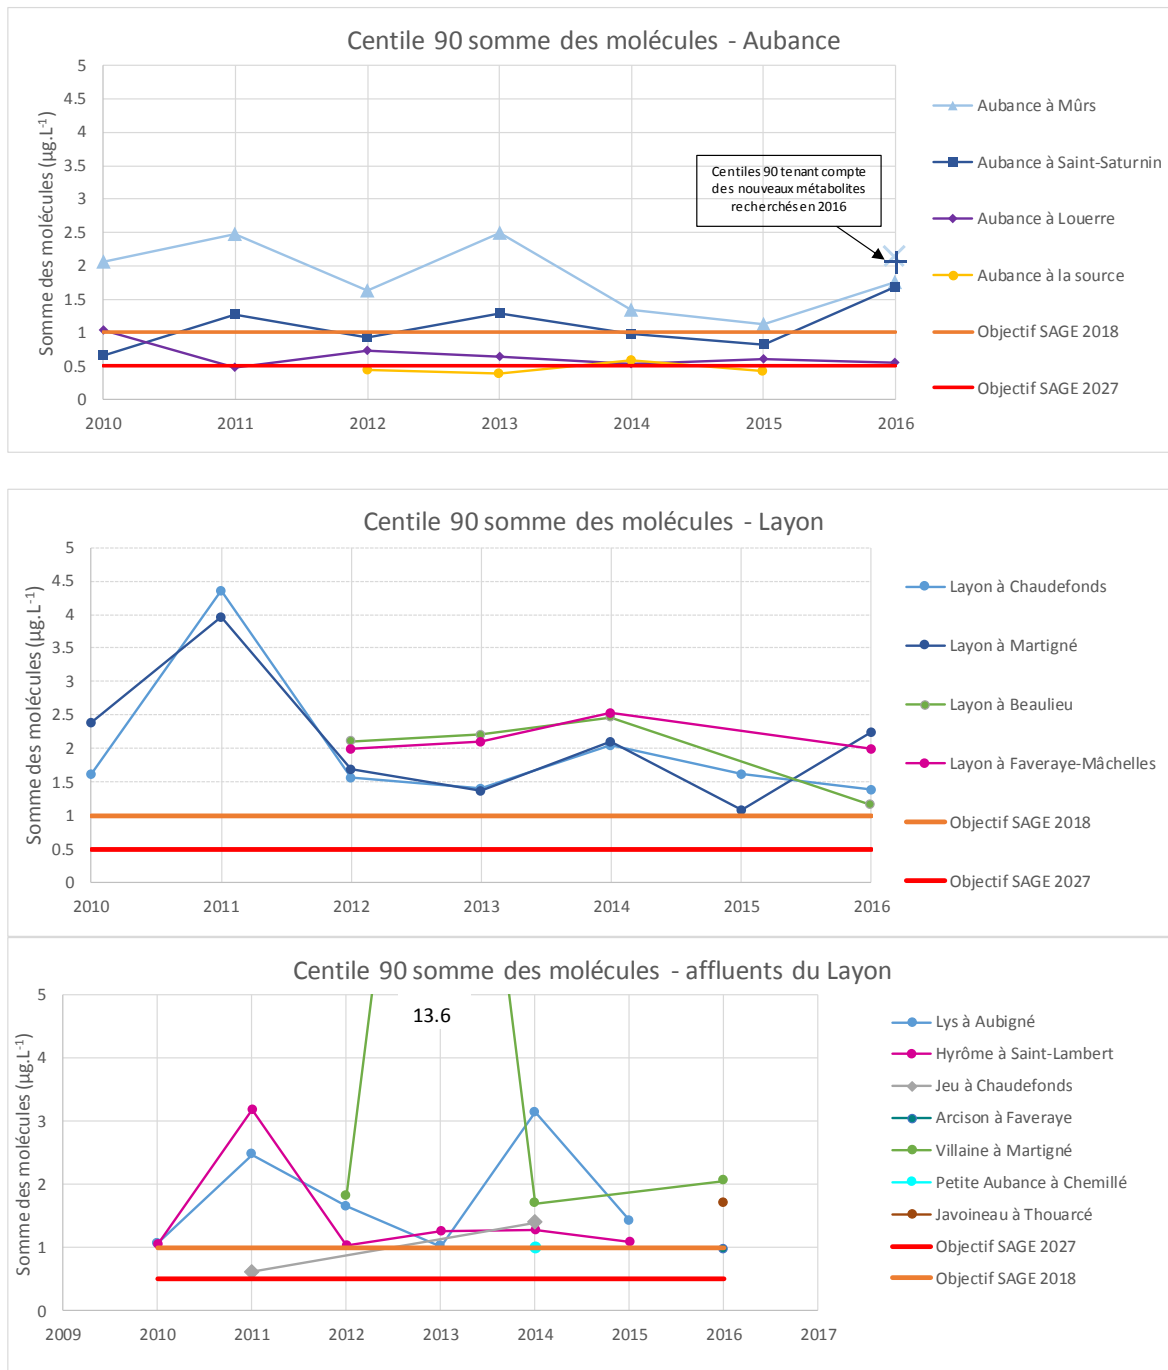 Centile 90 somme des molécules - Aubance
Somme des molécules (µg.L-1)
5
4.5
4
3.5
3
2.5
2
1.5
1
0.5
0
2010 2011 2012 2013 2014 2015 2016
Centiles 90 tenant compte
des nouveaux métabolites
recherchés en 2016
Aubance à Mûrs
Aubance à Saint-Saturnin
Aubance à Louerre
Aubance à la source
Objectif SAGE 2018
Objectif SAGE 2027
Centile 90 somme des molécules - Layon
Somme des molécules (µg.L-1)
5
4.5
4
3.5
3
2.5
2
1.5
1
0.5
0
2010 2011 2012 2013 2014 2015 2016
Layon à Chaudefonds
Layon à Martigné
Layon à Beaulieu
Layon à Faveraye-Mâchelles
Objectif SAGE 2018
Objectif SAGE 2027
Centile 90 somme des molécules - affluents du Layon
Somme des molécules (µg.L-1)
5
4
3
2
1
0
2009 2010 2011 2012 2013 2014 2015 2016 2017
13.6
Lys à Aubigné
Hyrôme à Saint-Lambert
Jeu à Chaudefonds
Arcison à Faveraye
Villaine à Martigné
Petite Aubance à Chemillé
Javoineau à Thouarcé
Objectif SAGE 2027
Objectif SAGE 2018